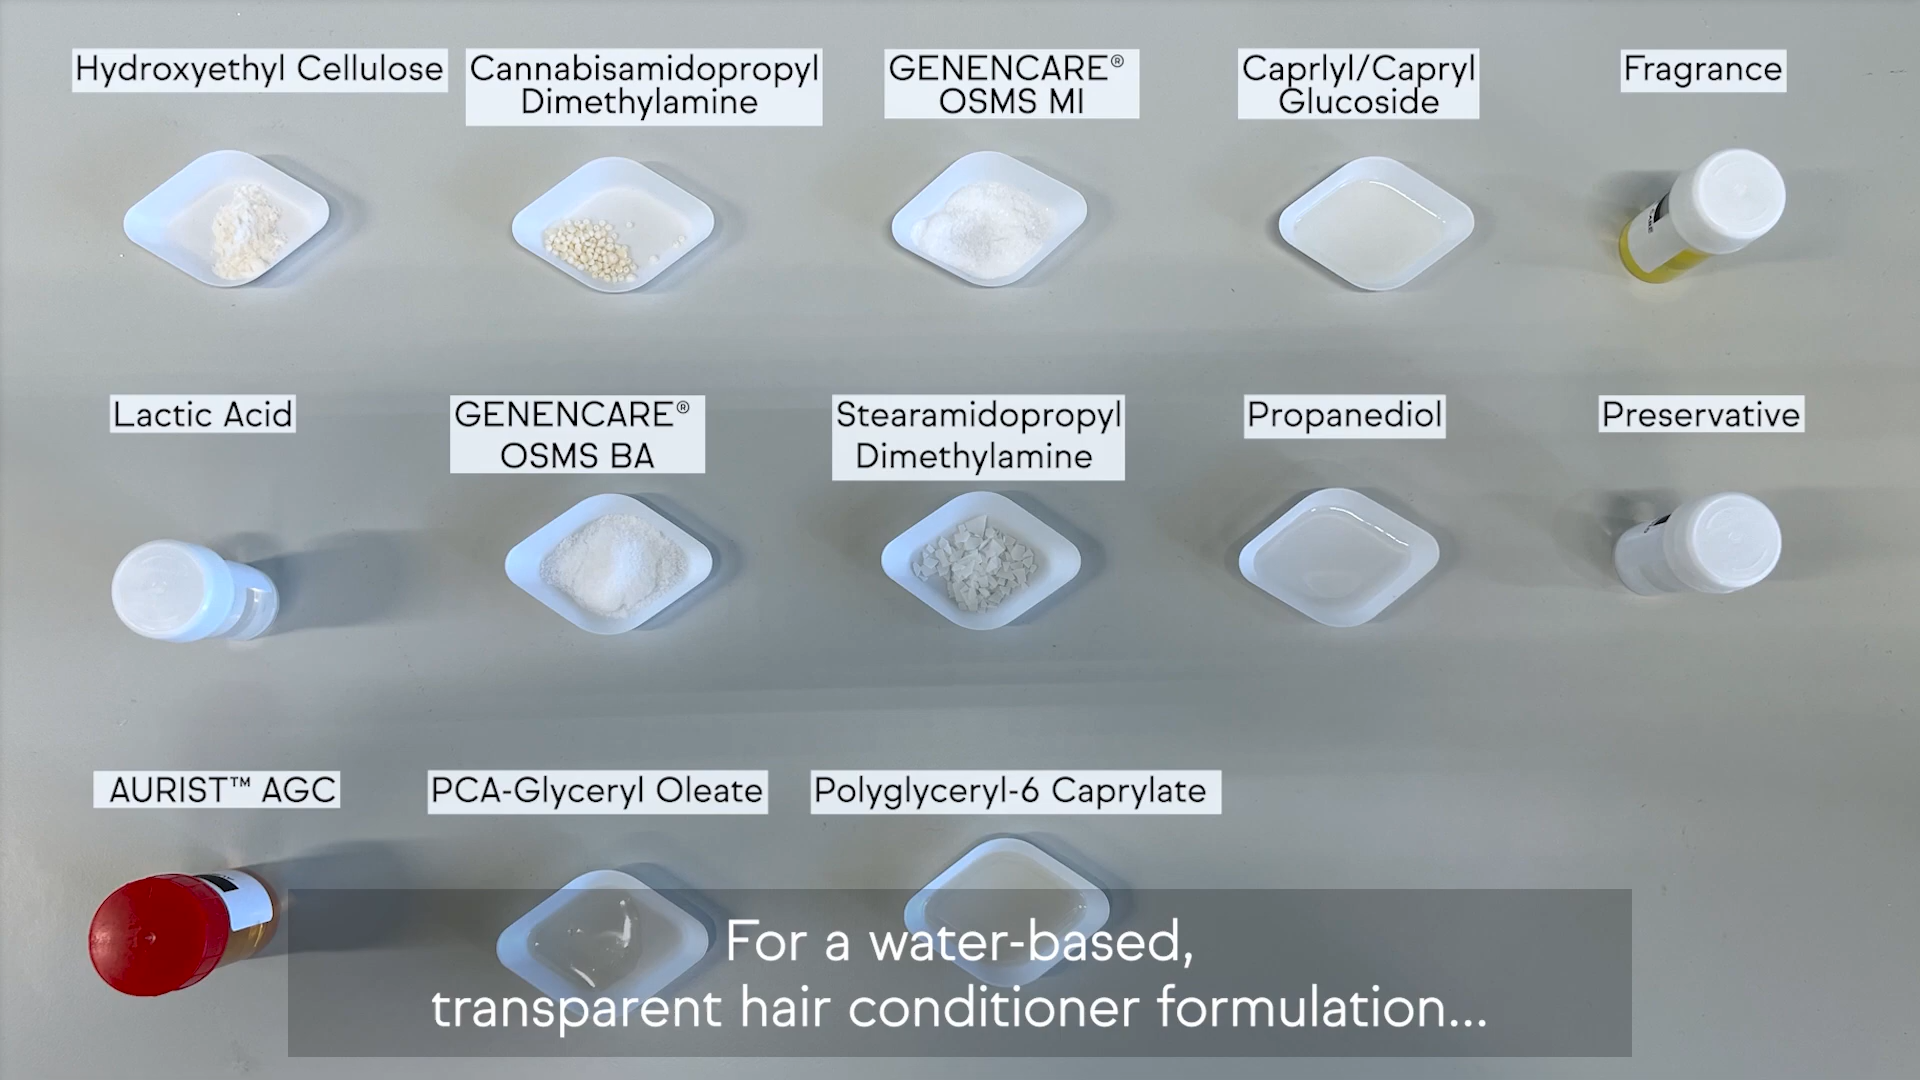 Hydroxyethyl Cellulose
Cannabisamidopropyl
Dimethylamine
GENENCARE®
OSMS MI
Caprlyl/Capryl
Glucoside
Fragrance
Lactic Acid
GENENCARE®
OSMS BA
Stearamidopropyl
Dimethylamine
Propanediol
Preservative
AURIST™ AGC
PCA-Glyceryl Oleate
Polyglyceryl-6 Caprylate
For a water-based,
transparent hair conditioner formulation...